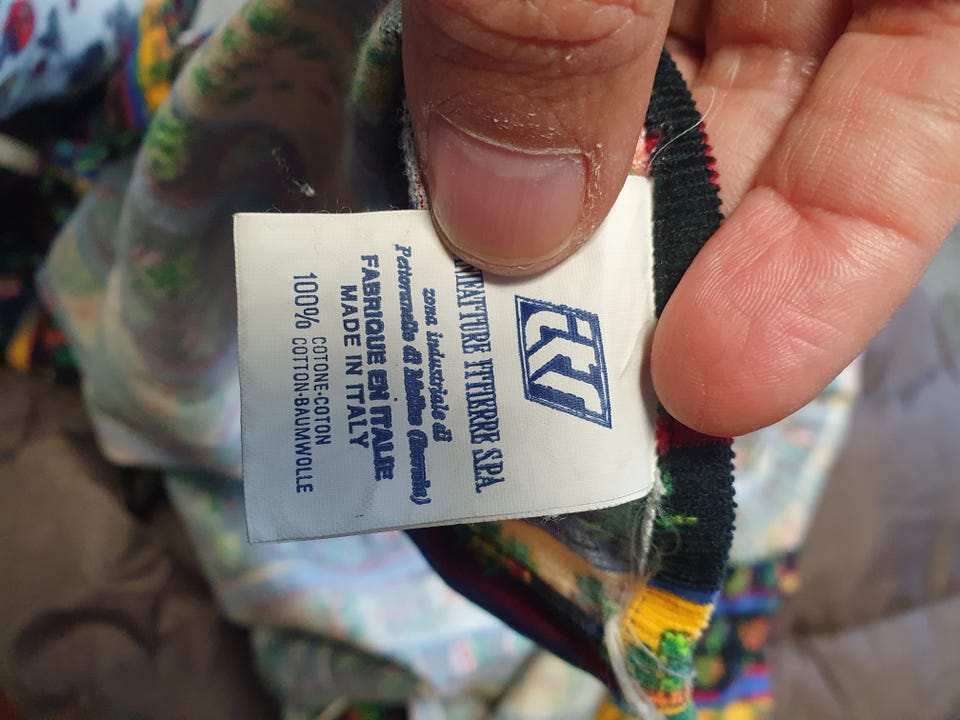 ITTIERRE S.P.A.
zona industriale di
Pettoranello di Molise (Isernia)
FABRIQUE EN ITALIE
MADE IN ITALY
100% COTONE-COTON
COTTON-BAUMWOLLE